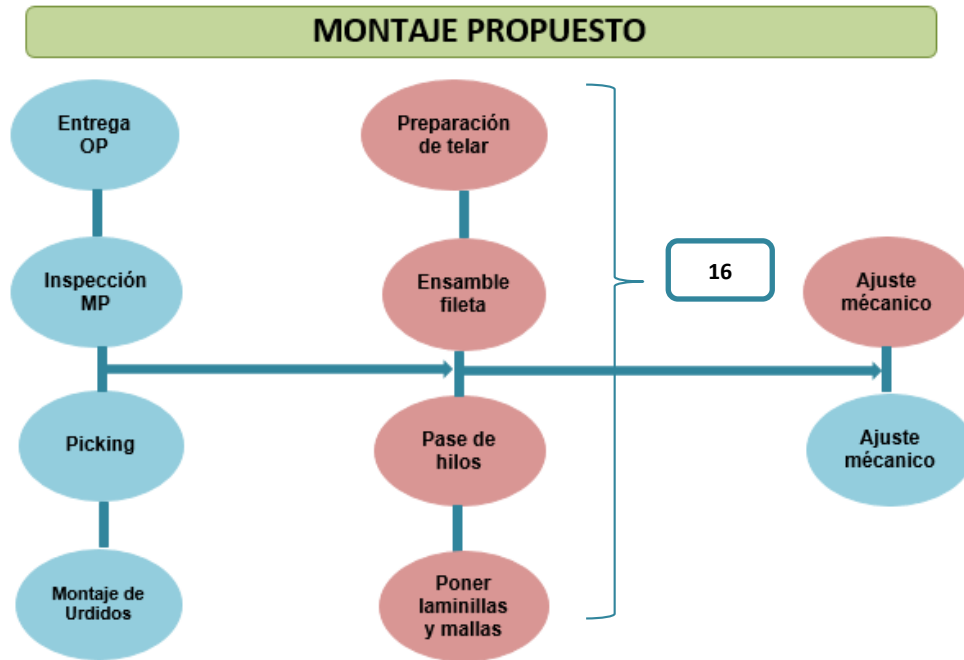 MONTAJE PROPUESTO
Entrega
OP
Inspección
MP
Picking
Montaje de
Urdidos
Preparación
de telar
Ensamble
fileta
Pase de
hilos
Poner
laminillas
y mallas
16
Ajuste
mécanico
Ajuste
mécanico